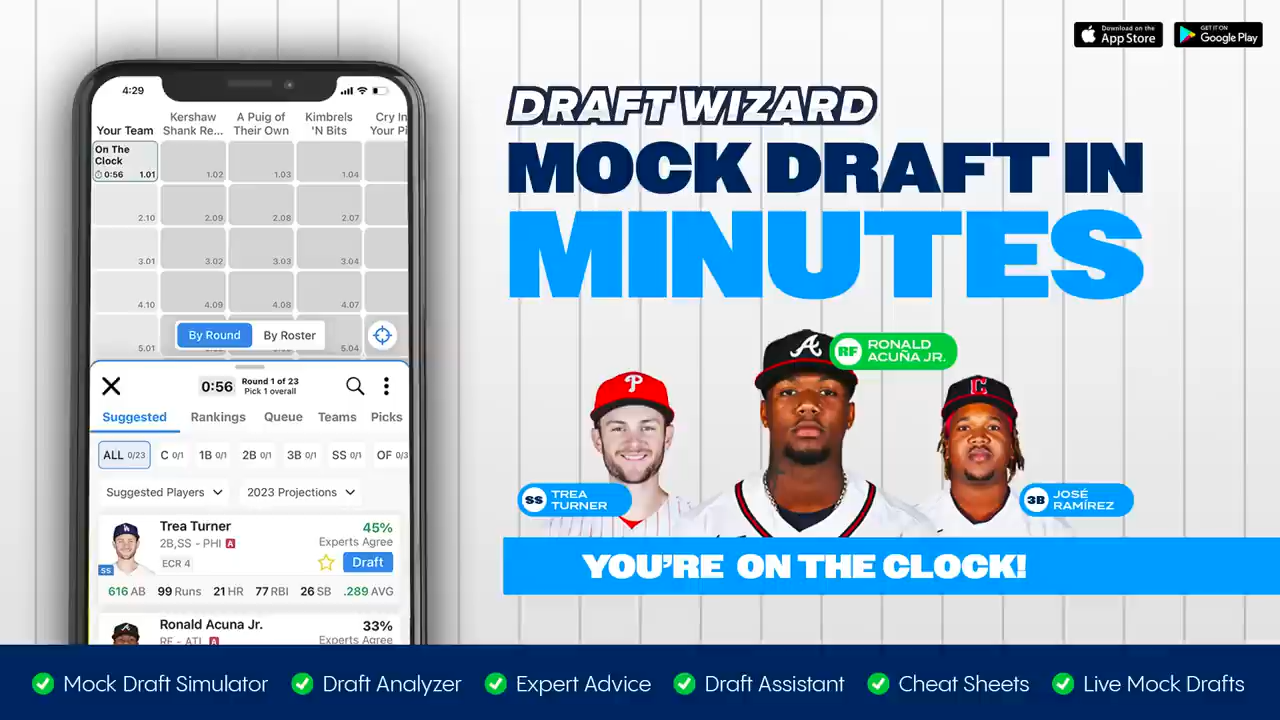 Download on the
App Store
GET IT ON
Google Play
4:29
Your Team
Kershaw
Shank Re...
A Puig of
Their Own
Kimbrels
'N Bits
Cry In
Your Pi
On The
Clock
0:56 1.01
1.02
1.03
1.04
2.10
2.09
2.08
2.07
3.01
3.02
3.03
3.04
4.10
4.09
4.08
4.07
5.01
5.04
By Round
By Roster
0:56
Round 1 of 23
Pick 1 overall
Suggested
Rankings
Queue
Teams
Picks
ALL 0/23
C 0/1
1B 0/1
2B 0/1
3B 0/1
SS 0/1
OF 0/3
Suggested Players
2023 Projections
Trea Turner
2B,SS - PHI A
ECR 4
SS
45%
Experts Agree
Draft
616 AB
99 Runs
21 HR
77 RBI
26 SB
.289 AVG
Ronald Acuna Jr.
RF - ATL A
33%
Experts Agree
DRAFT WIZARD
MOCK DRAFT IN
MINUTES
RF RONALD
ACUÑA JR.
SS TREA
TURNER
3B JOSÉ
RAMÍREZ
YOU'RE ON THE CLOCK!
Mock Draft Simulator
Draft Analyzer
Expert Advice
Draft Assistant
Cheat Sheets
Live Mock Drafts